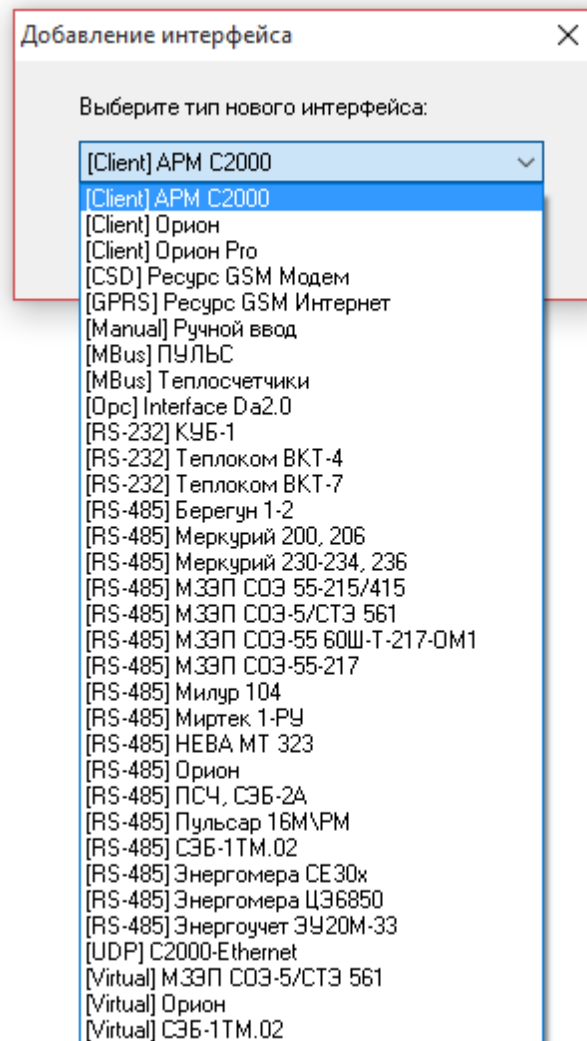 Добавление интерфейса
Выберите тип нового интерфейса:
[Client] АРМ С2000
[Client] АРМ С2000
[Client] Орион
[Client] Орион Pro
[CSD] Ресурс GSM Модем
[GPRS] Ресурс GSM Интернет
[Manual] Ручной ввод
[MBus] ПУЛЬС
[MBus] Теплосчетчики
[Opc] Interface Da2.0
[RS-232] КУБ-1
[RS-232] Теплоком ВКТ-4
[RS-232] Теплоком ВКТ-7
[RS-485] Берегун 1-2
[RS-485] Меркурий 200, 206
[RS-485] Меркурий 230-234, 236
[RS-485] МЗЭП СОЭ 55-215/415
[RS-485] МЗЭП СОЭ-5/СТЭ 561
[RS-485] МЗЭП СОЭ-55 60Ш-Т-217-ОМ1
[RS-485] МЗЭП СОЭ-55-217
[RS-485] Милур 104
[RS-485] Миртек 1-РУ
[RS-485] НЕВА МТ 323
[RS-485] Орион
[RS-485] ПСЧ, СЭБ-2А
[RS-485] Пульсар 16М\РМ
[RS-485] СЭБ-1ТМ.02
[RS-485] Энергомера CE30x
[RS-485] Энергомера ЦЭ6850
[RS-485] Энергоучет ЭУ20М-33
[UDP] С2000-Ethernet
[Virtual] МЗЭП СОЭ-5/СТЭ 561
[Virtual] Орион
[Virtual] СЭБ-1ТМ.02